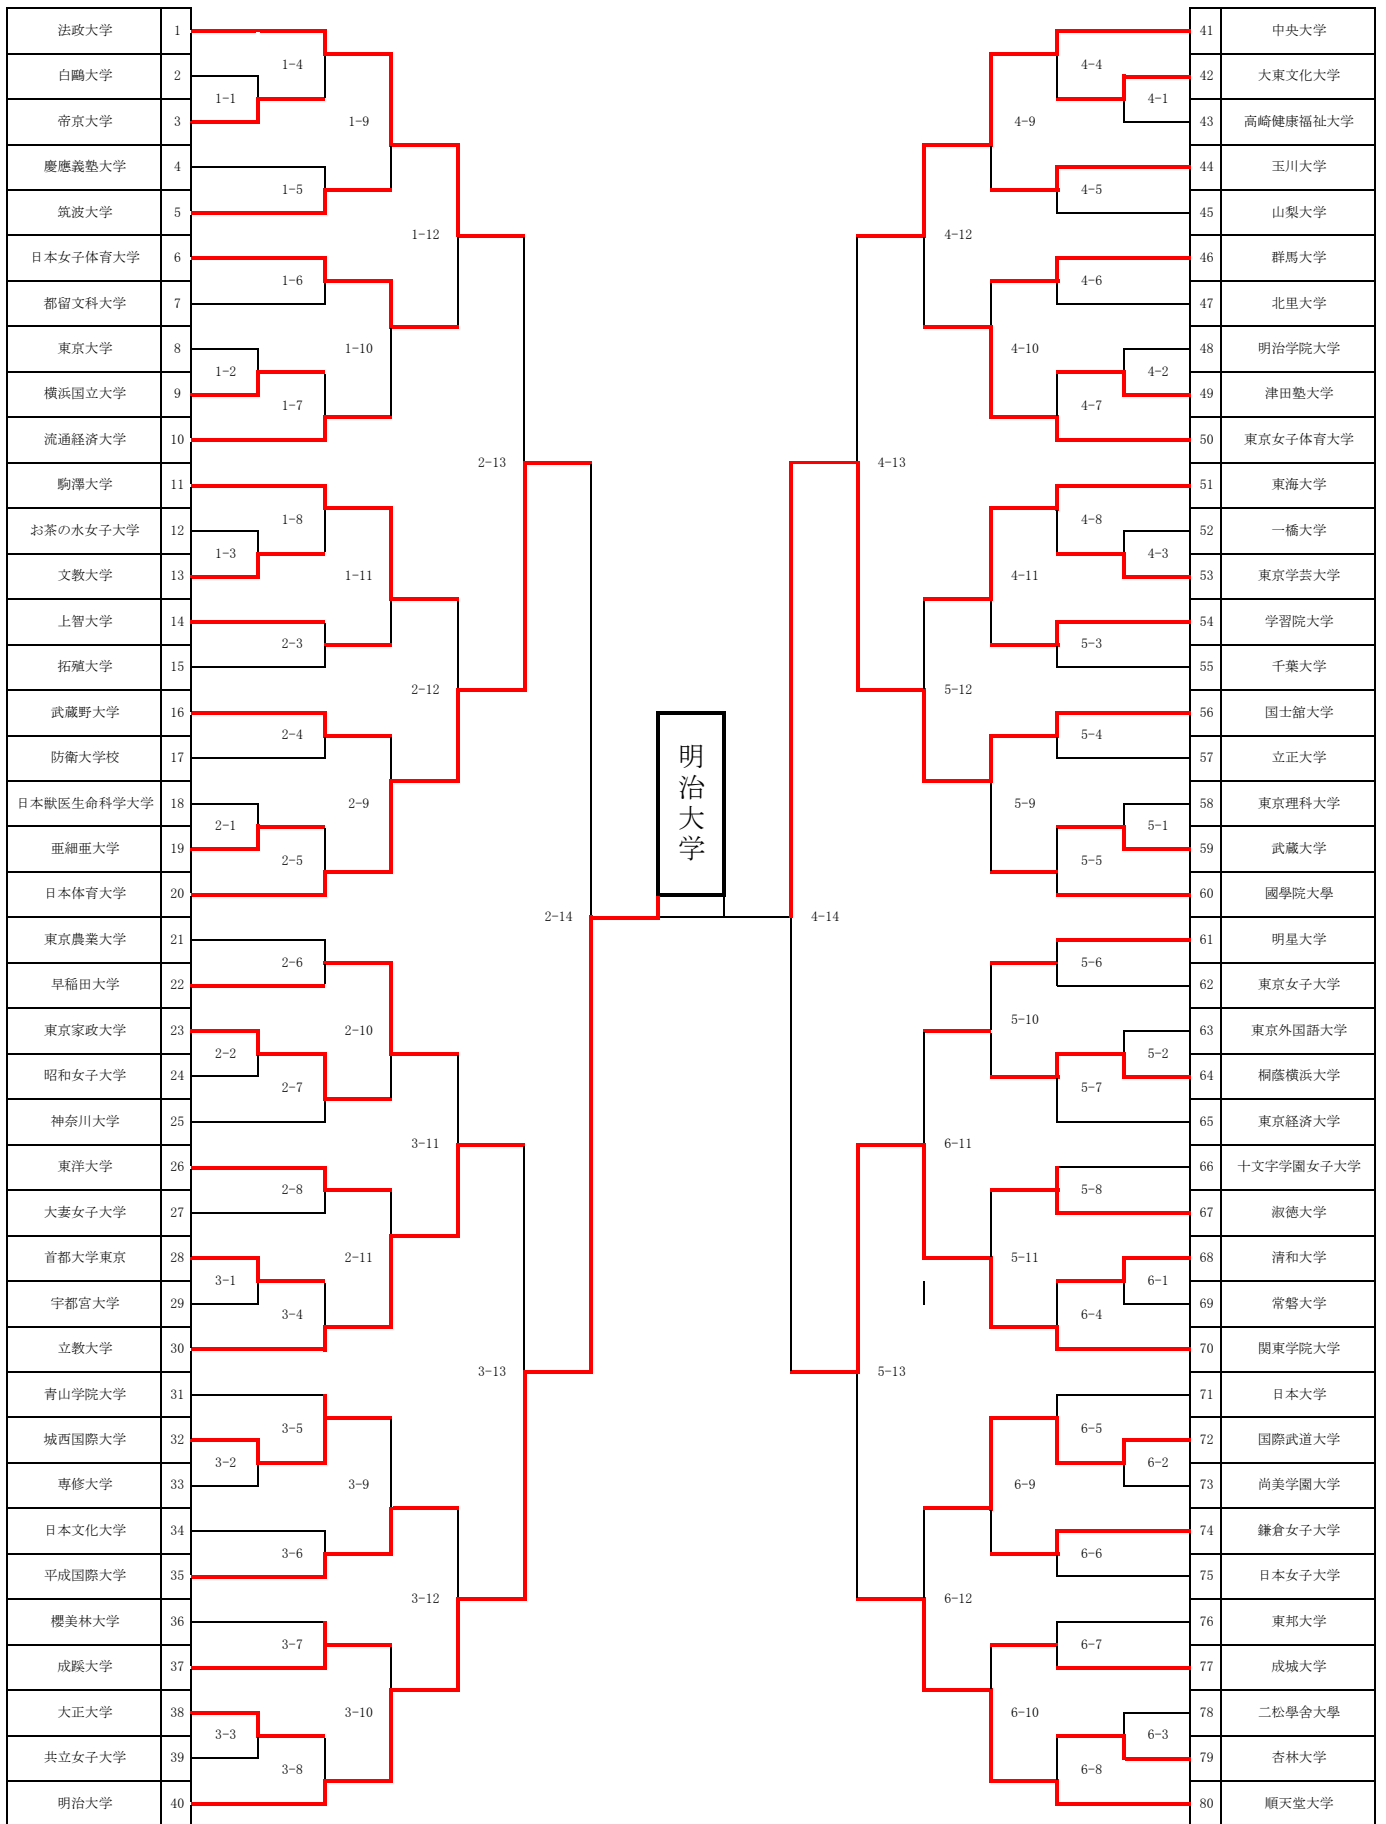 法政大学 1
白鷗大学 2
帝京大学 3
慶應義塾大学 4
筑波大学 5
日本女子体育大学 6
都留文科大学 7
東京大学 8
横浜国立大学 9
流通経済大学 10
駒澤大学 11
お茶の水女子大学 12
文教大学 13
上智大学 14
拓殖大学 15
武蔵野大学 16
防衛大学校 17
日本獣医生命科学大学 18
亜細亜大学 19
日本体育大学 20
東京農業大学 21
早稲田大学 22
東京家政大学 23
昭和女子大学 24
神奈川大学 25
東洋大学 26
大妻女子大学 27
首都大学東京 28
宇都宮大学 29
立教大学 30
青山学院大学 31
城西国際大学 32
専修大学 33
日本文化大学 34
平成国際大学 35
櫻美林大学 36
成蹊大学 37
大正大学 38
共立女子大学 39
明治大学 40
1-1
1-2
1-3
2-1
2-2
3-1
3-2
3-3
1-4
1-5
1-6
1-7
1-8
2-3
2-4
2-5
2-6
2-7
2-8
3-4
3-5
3-6
3-7
3-8
1-9
1-10
1-11
2-9
2-10
2-11
3-9
3-10
1-12
2-12
3-11
3-12
2-13
3-13
2-14
明治大学
4-14
4-13
5-13
4-12
5-12
6-11
6-12
4-9
4-10
4-11
5-9
5-10
5-11
6-9
6-10
4-4
4-5
4-6
4-7
4-8
5-3
5-4
5-5
5-6
5-7
5-8
6-4
6-5
6-6
6-7
6-8
4-1
4-2
4-3
5-1
5-2
6-1
6-2
6-3
41 中央大学
42 大東文化大学
43 高崎健康福祉大学
44 玉川大学
45 山梨大学
46 群馬大学
47 北里大学
48 明治学院大学
49 津田塾大学
50 東京女子体育大学
51 東海大学
52 一橋大学
53 東京学芸大学
54 学習院大学
55 千葉大学
56 国士舘大学
57 立正大学
58 東京理科大学
59 武蔵大学
60 國學院大學
61 明星大学
62 東京女子大学
63 東京外国語大学
64 桐蔭横浜大学
65 東京経済大学
66 十文字学園女子大学
67 淑徳大学
68 清和大学
69 常磐大学
70 関東学院大学
71 日本大学
72 国際武道大学
73 尚美学園大学
74 鎌倉女子大学
75 日本女子大学
76 東邦大学
77 成城大学
78 二松學舍大學
79 杏林大学
80 順天堂大学